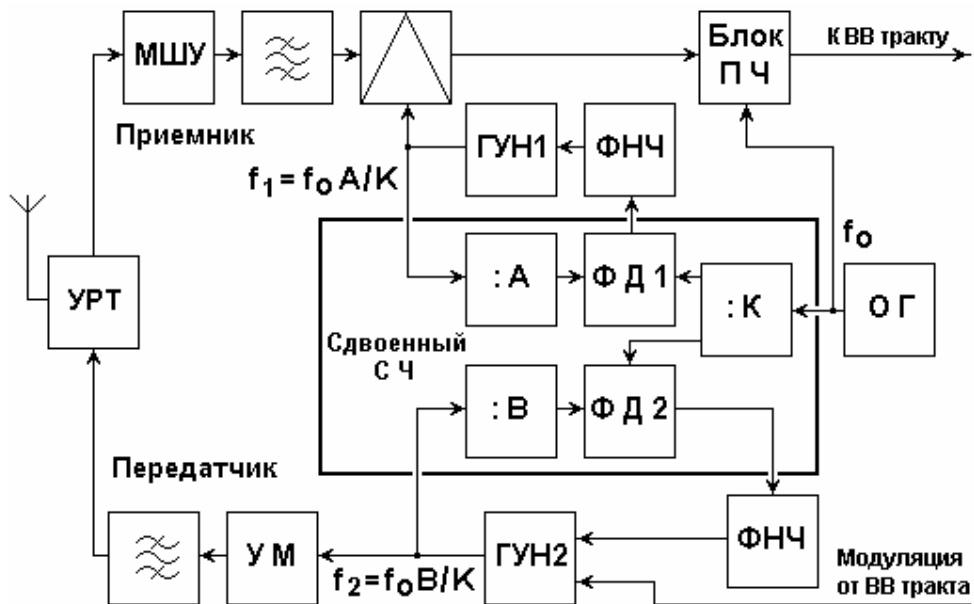 МШУ
Блок
П Ч
К ВВ тракту
Приемник
ГУН1
ФНЧ
f₁ = f₀ A/K
f₀
УРТ
: А
Ф Д 1
: К
О Г
Сдвоенный
С Ч
: В
Ф Д 2
Передатчик
У М
ГУН2
ФНЧ
f₂ = f₀ B/K
Модуляция
от ВВ тракта